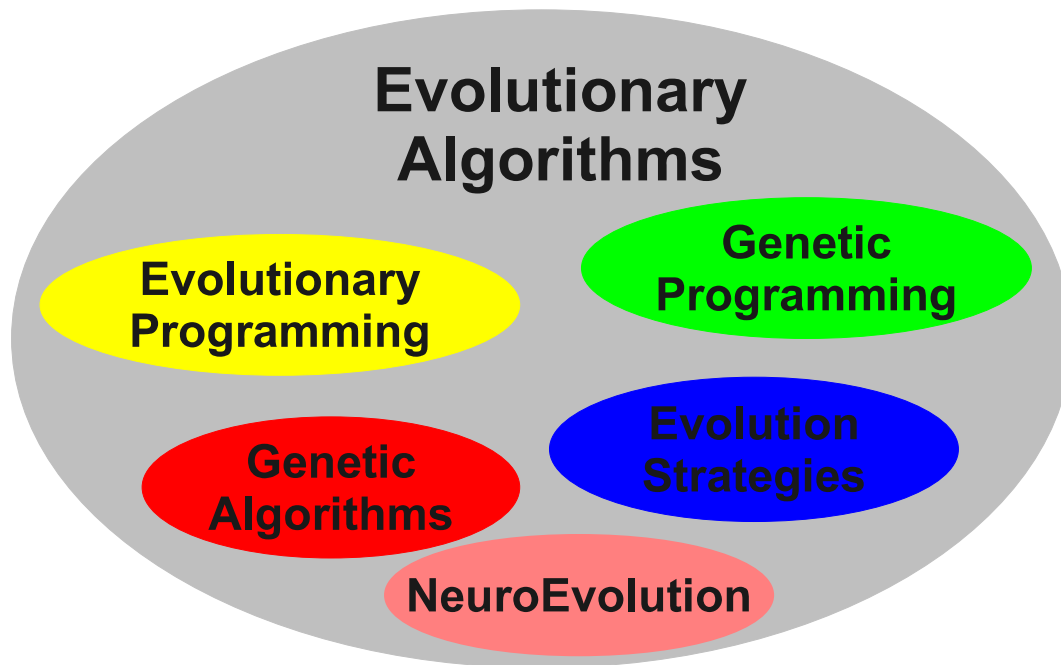 Evolutionary
Algorithms
Genetic
Programming
Evolutionary
Programming
Evolution
Strategies
Genetic
Algorithms
NeuroEvolution